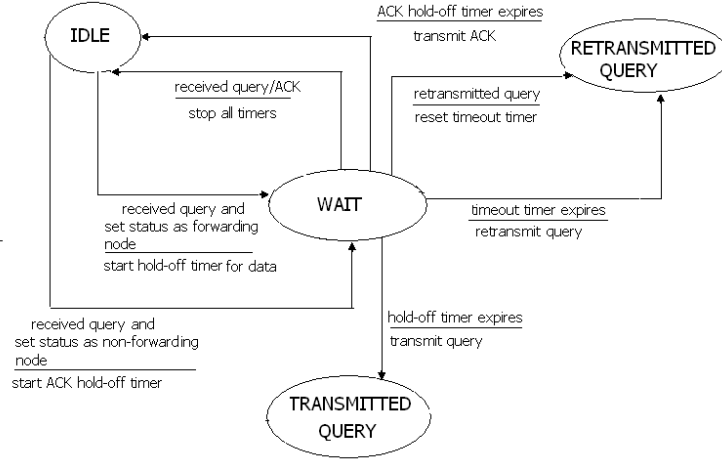 IDLE
ACK hold-off timer expires
transmit ACK
RETRANSMITTED
QUERY
received query/ACK
stop all timers
retransmitted query
reset timeout timer
WAIT
received query and
set status as forwarding
node
start hold-off timer for data
timeout timer expires
retransmit query
received query and
set status as non-forwarding
node
start ACK hold-off timer
hold-off timer expires
transmit query
TRANSMITTED
QUERY